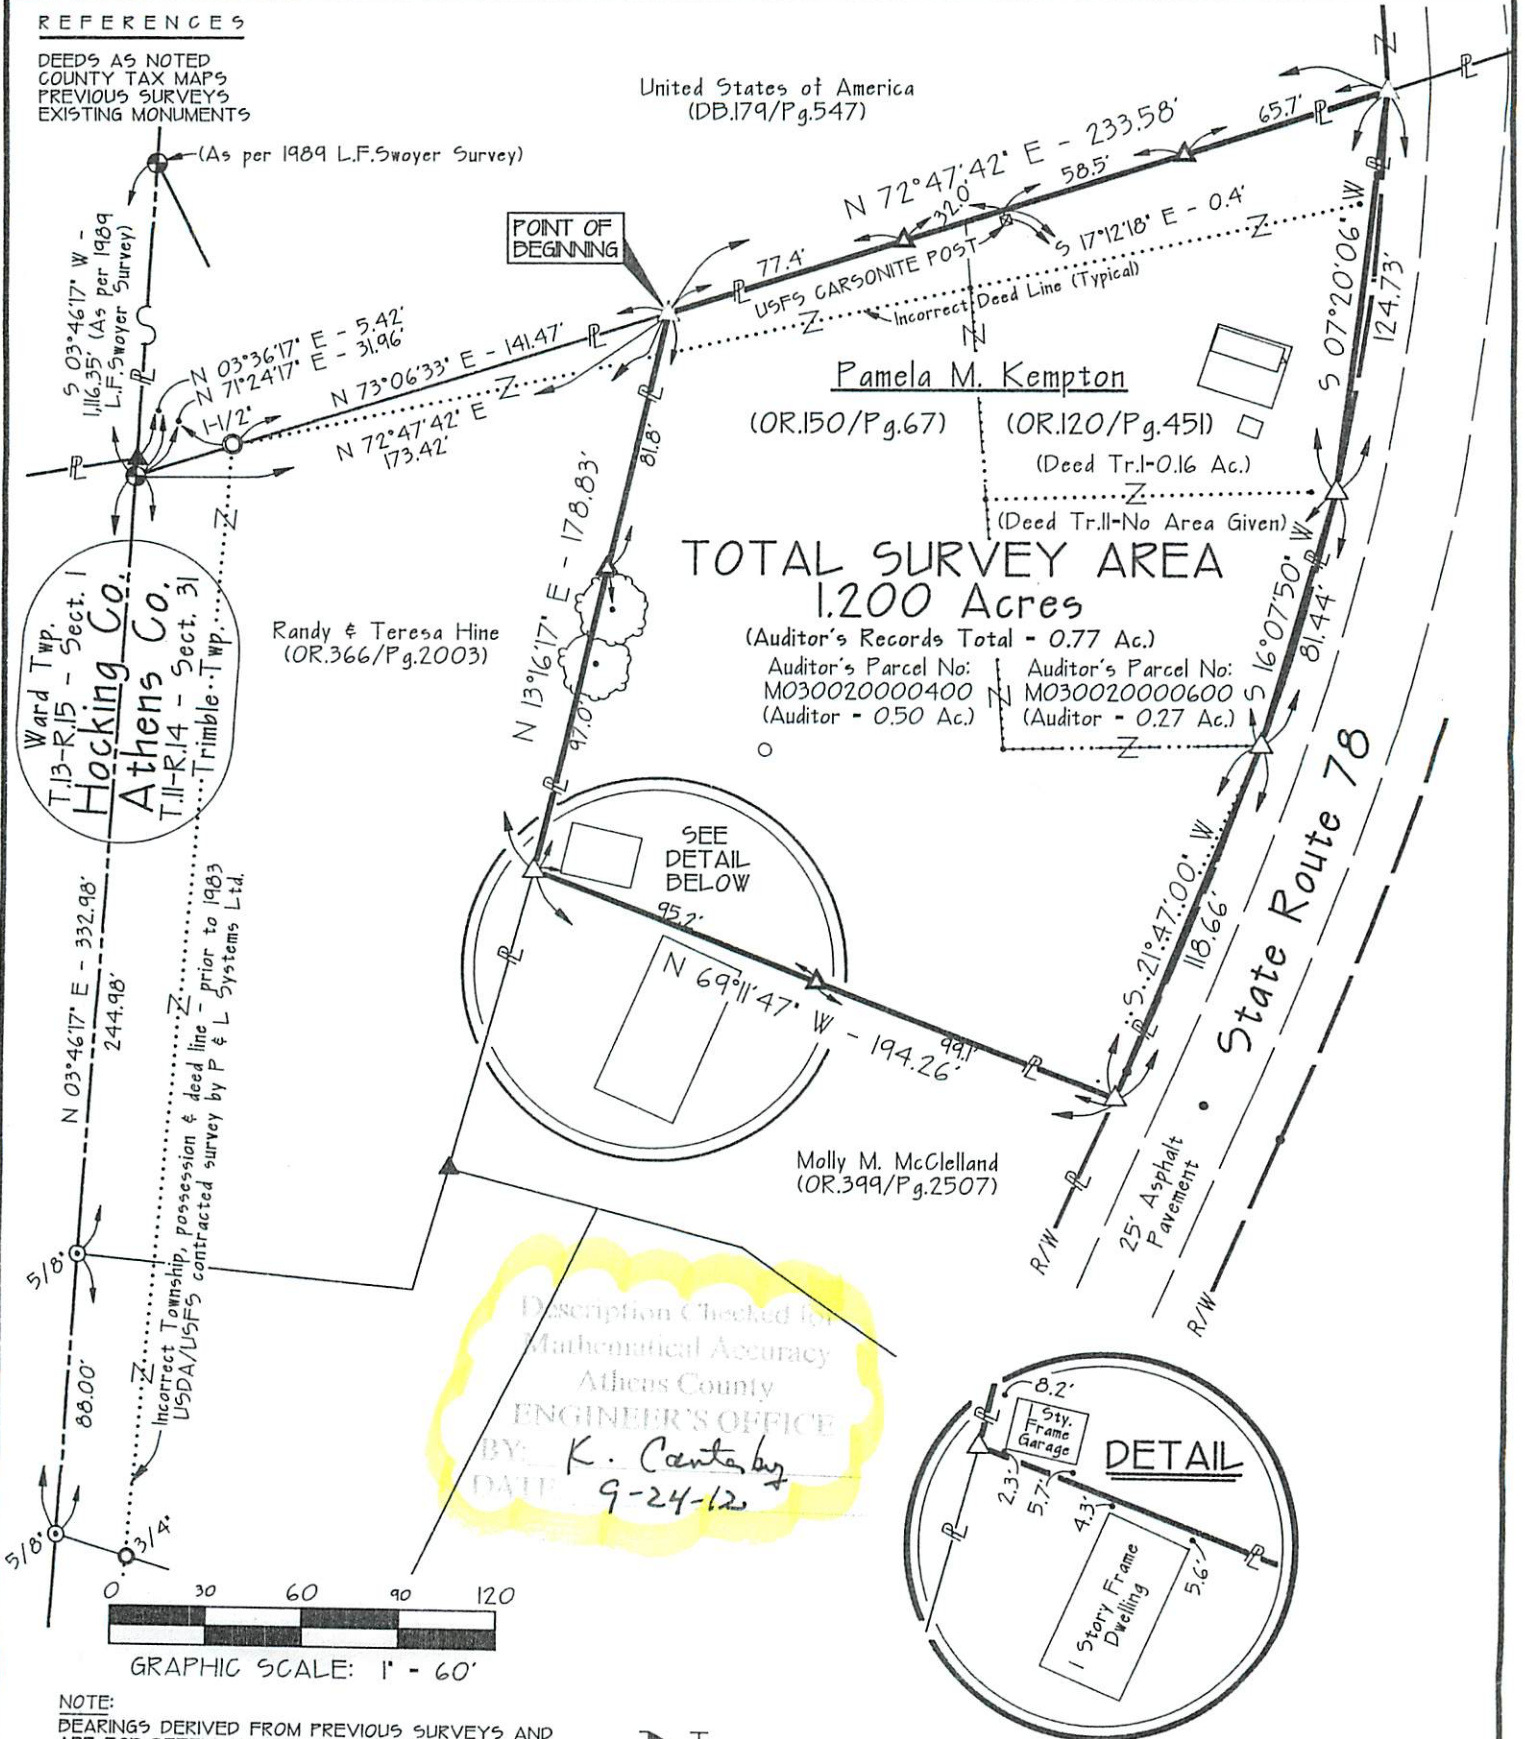 REFERENCES
DEEDS AS NOTED
COUNTY TAX MAPS
PREVIOUS SURVEYS
EXISTING MONUMENTS
(As per 1989 L.F.Swoyer Survey)
United States of America
(DB.179/Pg.547)
N 72°47'42" E - 233.58'
65.7'
58.5'
32.0'
77.4'
USFS CARSONITE POST
S 17°12'18" E - 0.4'
Incorrect Deed Line (Typical)
POINT OF
BEGINNING
S 03°46'17" W -
1,116.35' (As per 1989
L.F.Swoyer Survey)
N 03°36'17" E - 5.42'
N 71°24'17" E - 31.96'
1-1/2"
N 73°06'33" E - 141.47'
N 72°47'42" E
173.42'
S 07°20'06" W
124.73'
Pamela M. Kempton
(OR.150/Pg.67)
(OR.120/Pg.451)
(Deed Tr.I-0.16 Ac.)
(Deed Tr.II-No Area Given)
81.8'
N 13°16'17" E - 178.83'
97.0'
TOTAL SURVEY AREA
1.200 Acres
(Auditor's Records Total - 0.77 Ac.)
Auditor's Parcel No:
M030020000400
(Auditor - 0.50 Ac.)
Auditor's Parcel No:
M030020000600
(Auditor - 0.27 Ac.)
S 16°07'50" W
81.44'
Randy & Teresa Hine
(OR.366/Pg.2003)
Ward Twp.
T.13-R.15 - Sect. 1
Hocking Co.
Athens Co.
T.11-R.14 - Sect. 31
Trimble Twp.
SEE
DETAIL
BELOW
95.2'
N 69°11'47" W - 194.26'
99.1'
S 21°47'00" W
118.66'
State Route 78
25' Asphalt
Pavement
R/W
R/W
Molly M. McClelland
(OR.399/Pg.2507)
N 03°46'17" E - 332.98'
244.98'
Incorrect Township, possession & deed line - prior to 1983
USDA/USFS contracted survey by P & L Systems Ltd.
5/8"
88.00'
5/8"
3/4"
Description Checked for
Mathematical Accuracy
Athens County
ENGINEER'S OFFICE
BY: K.
DATE 9-24-12
8.2'
1 Sty.
Frame
Garage
DETAIL
2.3'
5.7'
4.3'
5.6'
1 Story Frame
Dwelling
0 30 60 90 120
GRAPHIC SCALE: 1" - 60'
NOTE:
BEARINGS DERIVED FROM PREVIOUS SURVEYS AND